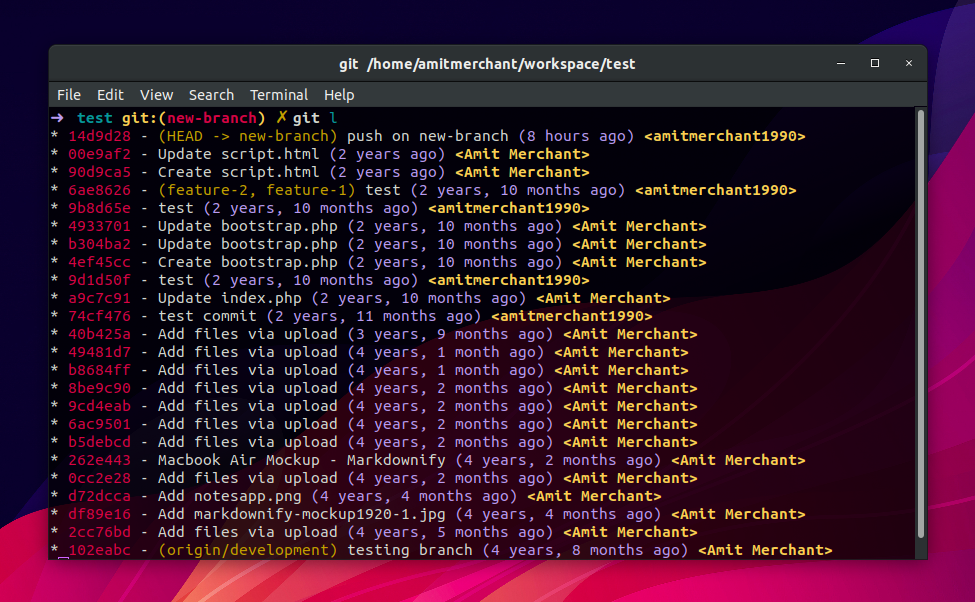 git /home/amitmerchant/workspace/test
File Edit View Search Terminal Help
➜ test git:(new-branch) ✗ git l
* 14d9d28 - (HEAD -> new-branch) push on new-branch (8 hours ago) <amitmerchant1990>
* 00e9af2 - Update script.html (2 years ago) <Amit Merchant>
* 90d9ca5 - Create script.html (2 years ago) <Amit Merchant>
* 6ae8626 - (feature-2, feature-1) test (2 years, 10 months ago) <amitmerchant1990>
* 9b8d65e - test (2 years, 10 months ago) <amitmerchant1990>
* 4933701 - Update bootstrap.php (2 years, 10 months ago) <Amit Merchant>
* b304ba2 - Update bootstrap.php (2 years, 10 months ago) <Amit Merchant>
* 4ef45cc - Create bootstrap.php (2 years, 10 months ago) <Amit Merchant>
* 9d1d50f - test (2 years, 10 months ago) <amitmerchant1990>
* a9c7c91 - Update index.php (2 years, 10 months ago) <Amit Merchant>
* 74cf476 - test commit (2 years, 11 months ago) <amitmerchant1990>
* 40b425a - Add files via upload (3 years, 9 months ago) <Amit Merchant>
* 49481d7 - Add files via upload (4 years, 1 month ago) <Amit Merchant>
* b8684ff - Add files via upload (4 years, 1 month ago) <Amit Merchant>
* 8be9c90 - Add files via upload (4 years, 2 months ago) <Amit Merchant>
* 9cd4eab - Add files via upload (4 years, 2 months ago) <Amit Merchant>
* 6ac9501 - Add files via upload (4 years, 2 months ago) <Amit Merchant>
* b5debcd - Add files via upload (4 years, 2 months ago) <Amit Merchant>
* 262e443 - Macbook Air Mockup - Markdownify (4 years, 2 months ago) <Amit Merchant>
* 0cc2e28 - Add files via upload (4 years, 2 months ago) <Amit Merchant>
* d72dcca - Add notesapp.png (4 years, 4 months ago) <Amit Merchant>
* df89e16 - Add markdownify-mockup1920-1.jpg (4 years, 4 months ago) <Amit Merchant>
* 2cc76bd - Add files via upload (4 years, 5 months ago) <Amit Merchant>
* 102eabc - (origin/development) testing branch (4 years, 8 months ago) <Amit Merchant>